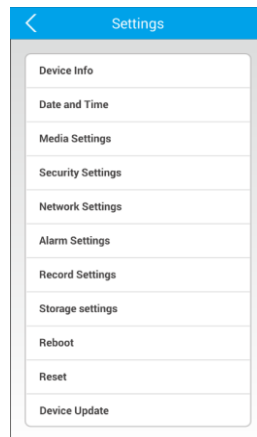 Settings
Device Info
Date and Time
Media Settings
Security Settings
Network Settings
Alarm Settings
Record Settings
Storage settings
Reboot
Reset
Device Update